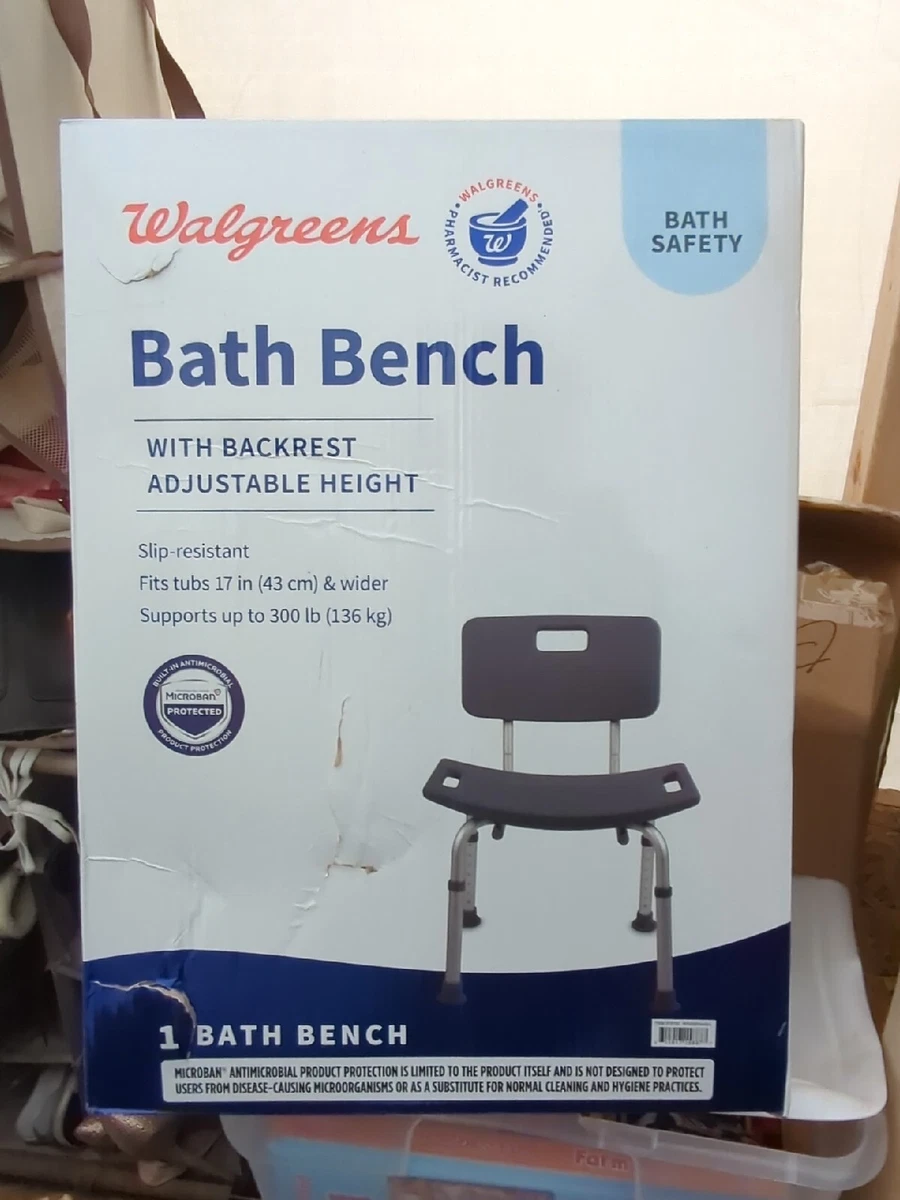 Walgreens
WALGREENS
PHARMACIST RECOMMENDED
W
BATH
SAFETY
Bath Bench
WITH BACKREST
ADJUSTABLE HEIGHT
Slip-resistant
Fits tubs 17 in (43 cm) & wider
Supports up to 300 lb (136 kg)
BUILT-IN ANTIMICROBIAL
MICROBAN®
PROTECTED
PRODUCT PROTECTION
1 BATH BENCH
MICROBAN® ANTIMICROBIAL PRODUCT PROTECTION IS LIMITED TO THE PRODUCT ITSELF AND IS NOT DESIGNED TO PROTECT
USERS FROM DISEASE-CAUSING MICROORGANISMS OR AS A SUBSTITUTE FOR NORMAL CLEANING AND HYGIENE PRACTICES.
Farm